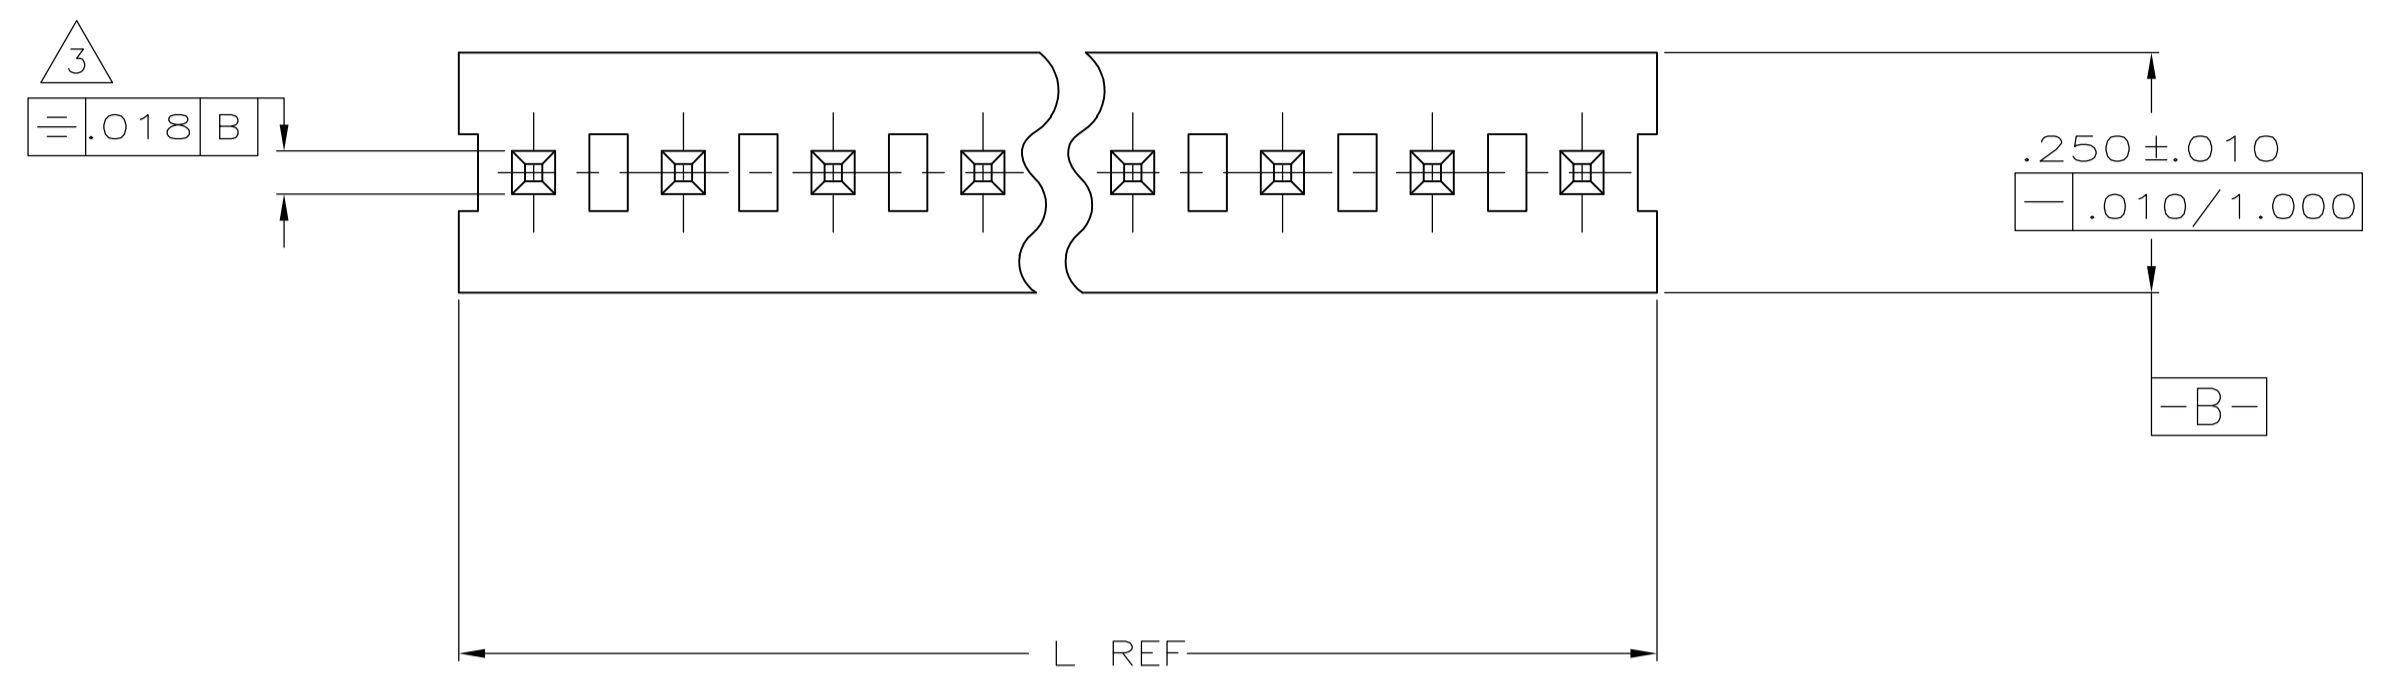 3
⌯ .018 B
.250±.010
⏤ .010/1.000
-B-
L REF